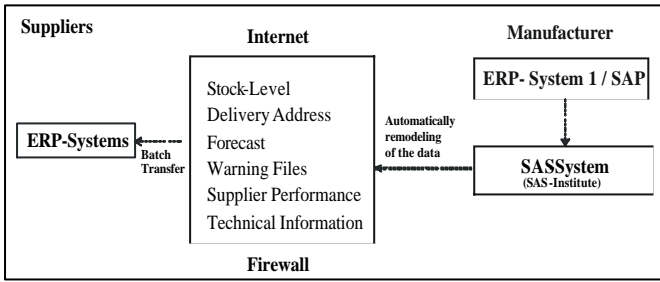 Suppliers
Internet
Manufacturer
Stock-Level
Delivery Address
Forecast
Warning Files
Supplier Performance
Technical Information
ERP-Systems
Batch
Transfer
Automatically
remodeling
of the data
ERP- System 1 / SAP
SASSystem
(SAS-Institute)
Firewall